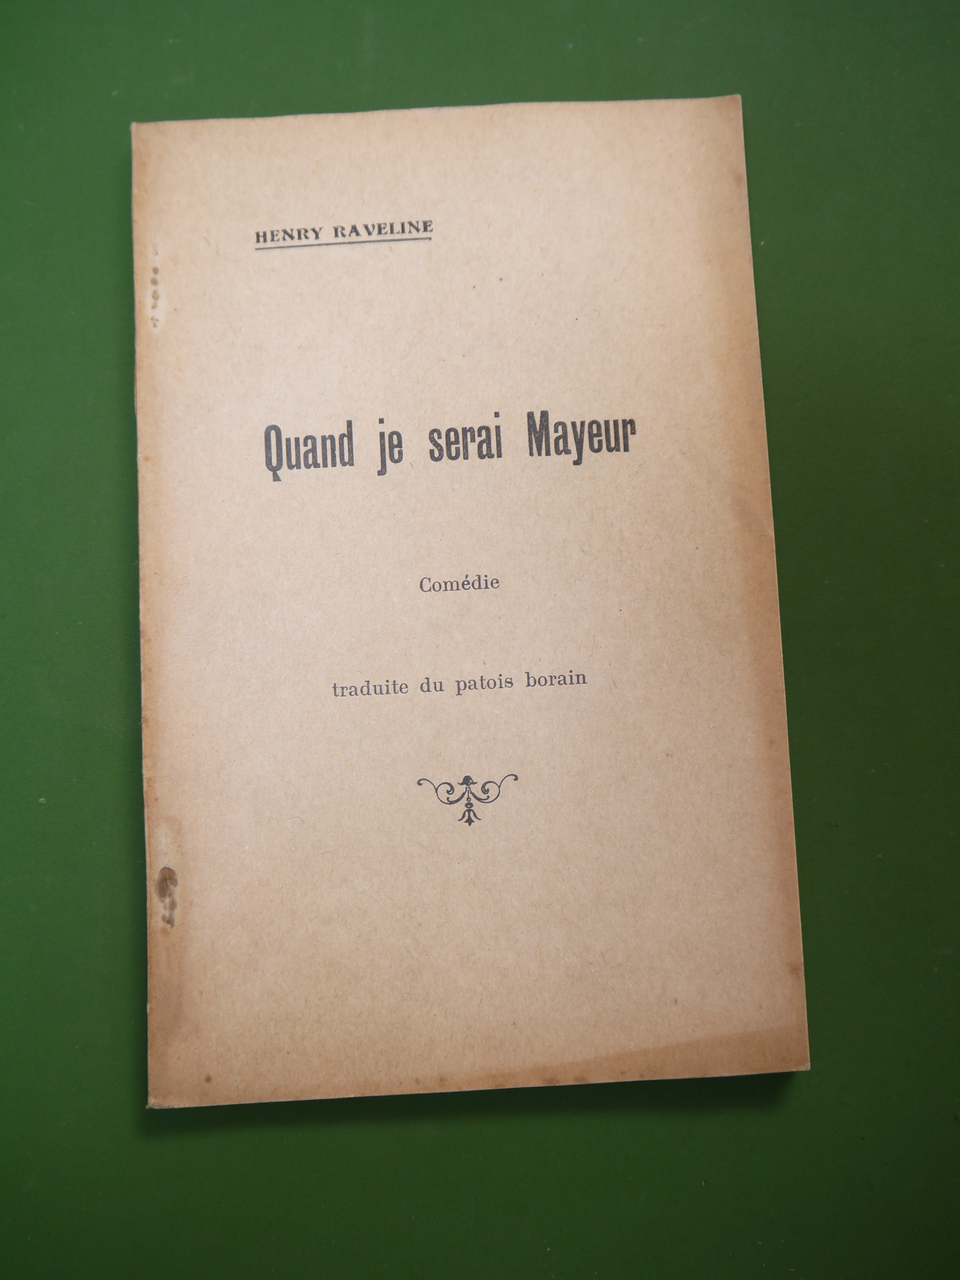 HENRY RAVELINE
Quand je serai Mayeur
Comédie
traduite du patois borain